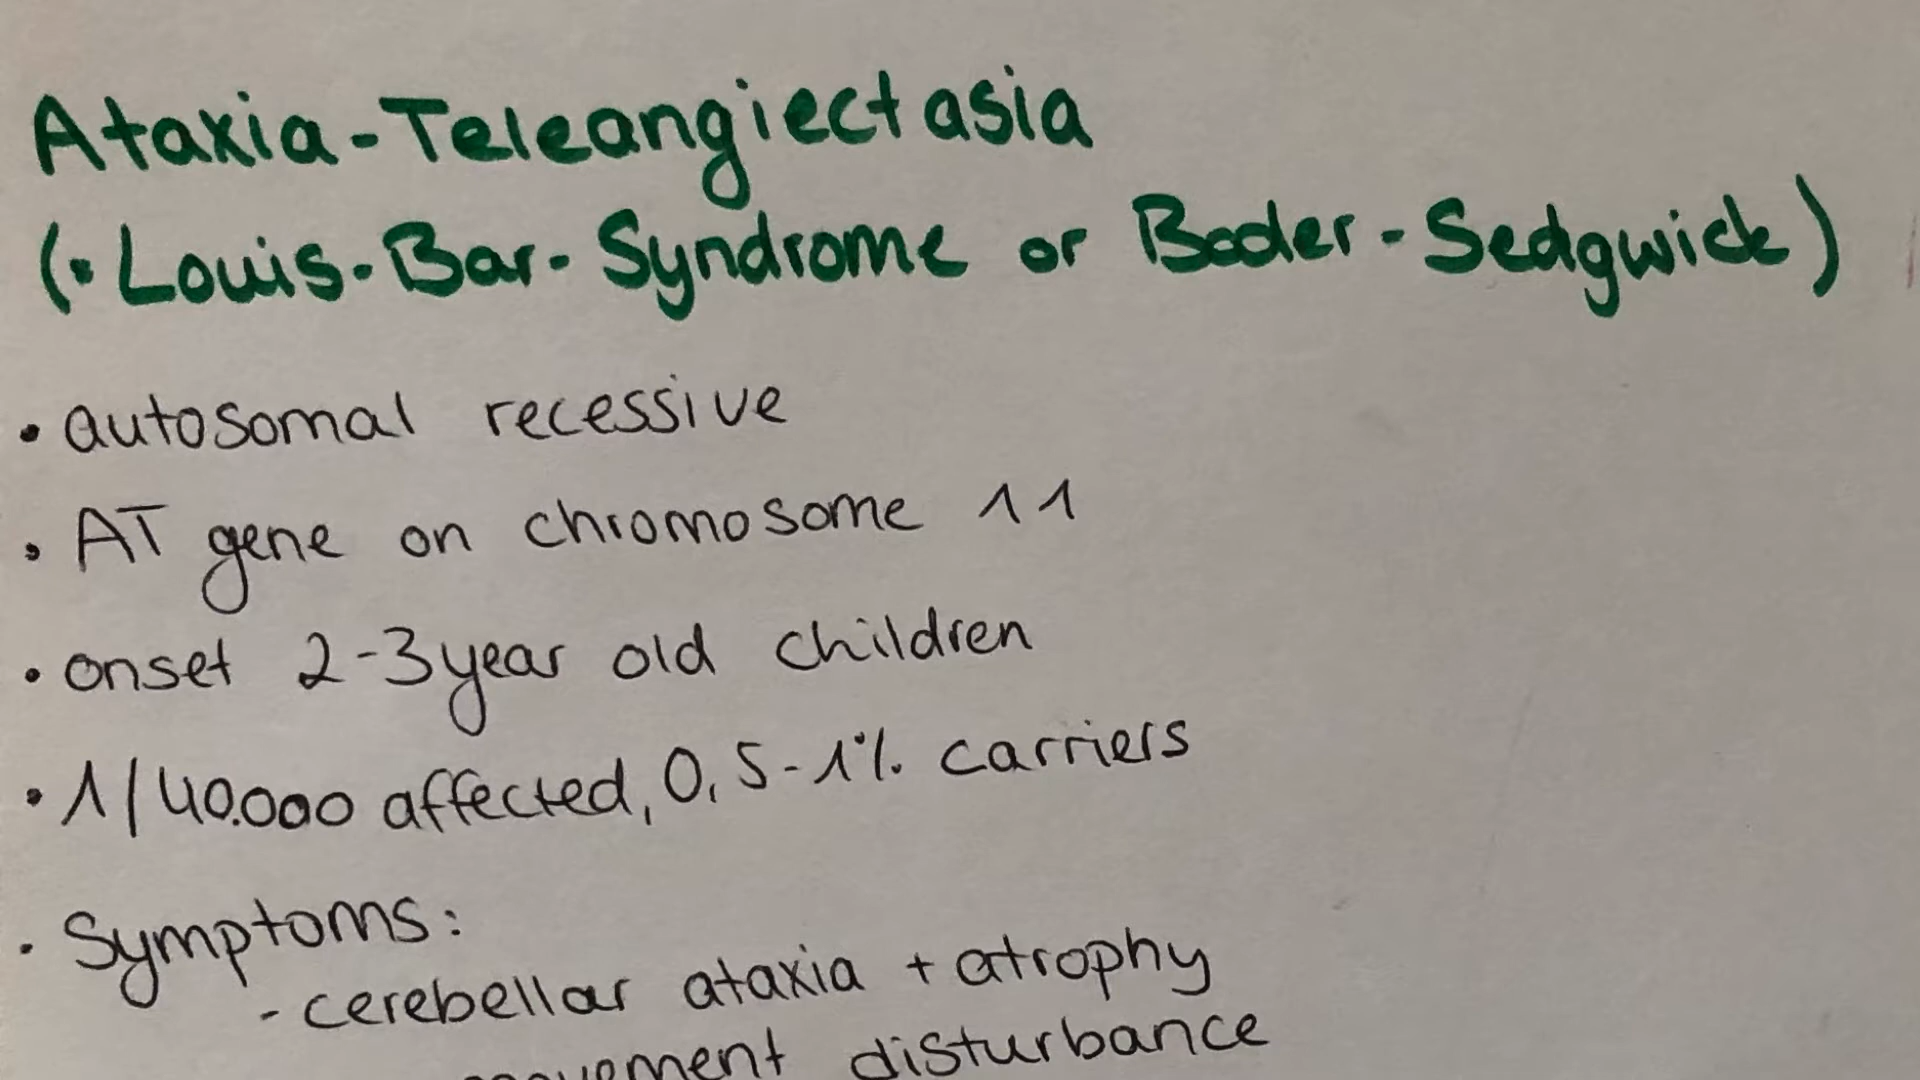 Ataxia-Teleangiectasia
(•Louis-Bar-Syndrome or Boder-Sedgwick)
• autosomal recessive
• AT gene on chromosome 11
• onset 2-3 year old children
• 1/40.000 affected, 0,5-1% carriers
• Symptoms:
- cerebellar ataxia + atrophy
disturbance